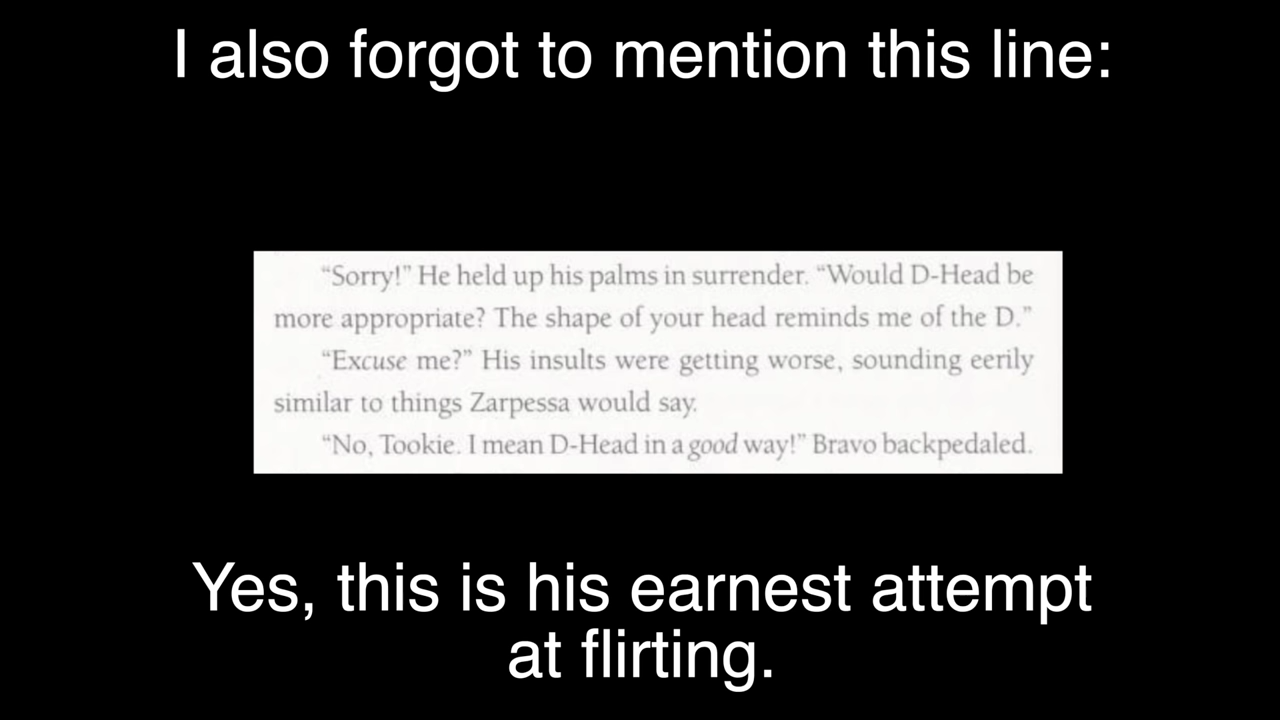 I also forgot to mention this line:
“Sorry!” He held up his palms in surrender. “Would D-Head be
more appropriate? The shape of your head reminds me of the D.”
“Excuse me?” His insults were getting worse, sounding eerily
similar to things Zarpessa would say.
“No, Tookie. I mean D-Head in a good way!” Bravo backpedaled.
Yes, this is his earnest attempt
at flirting.